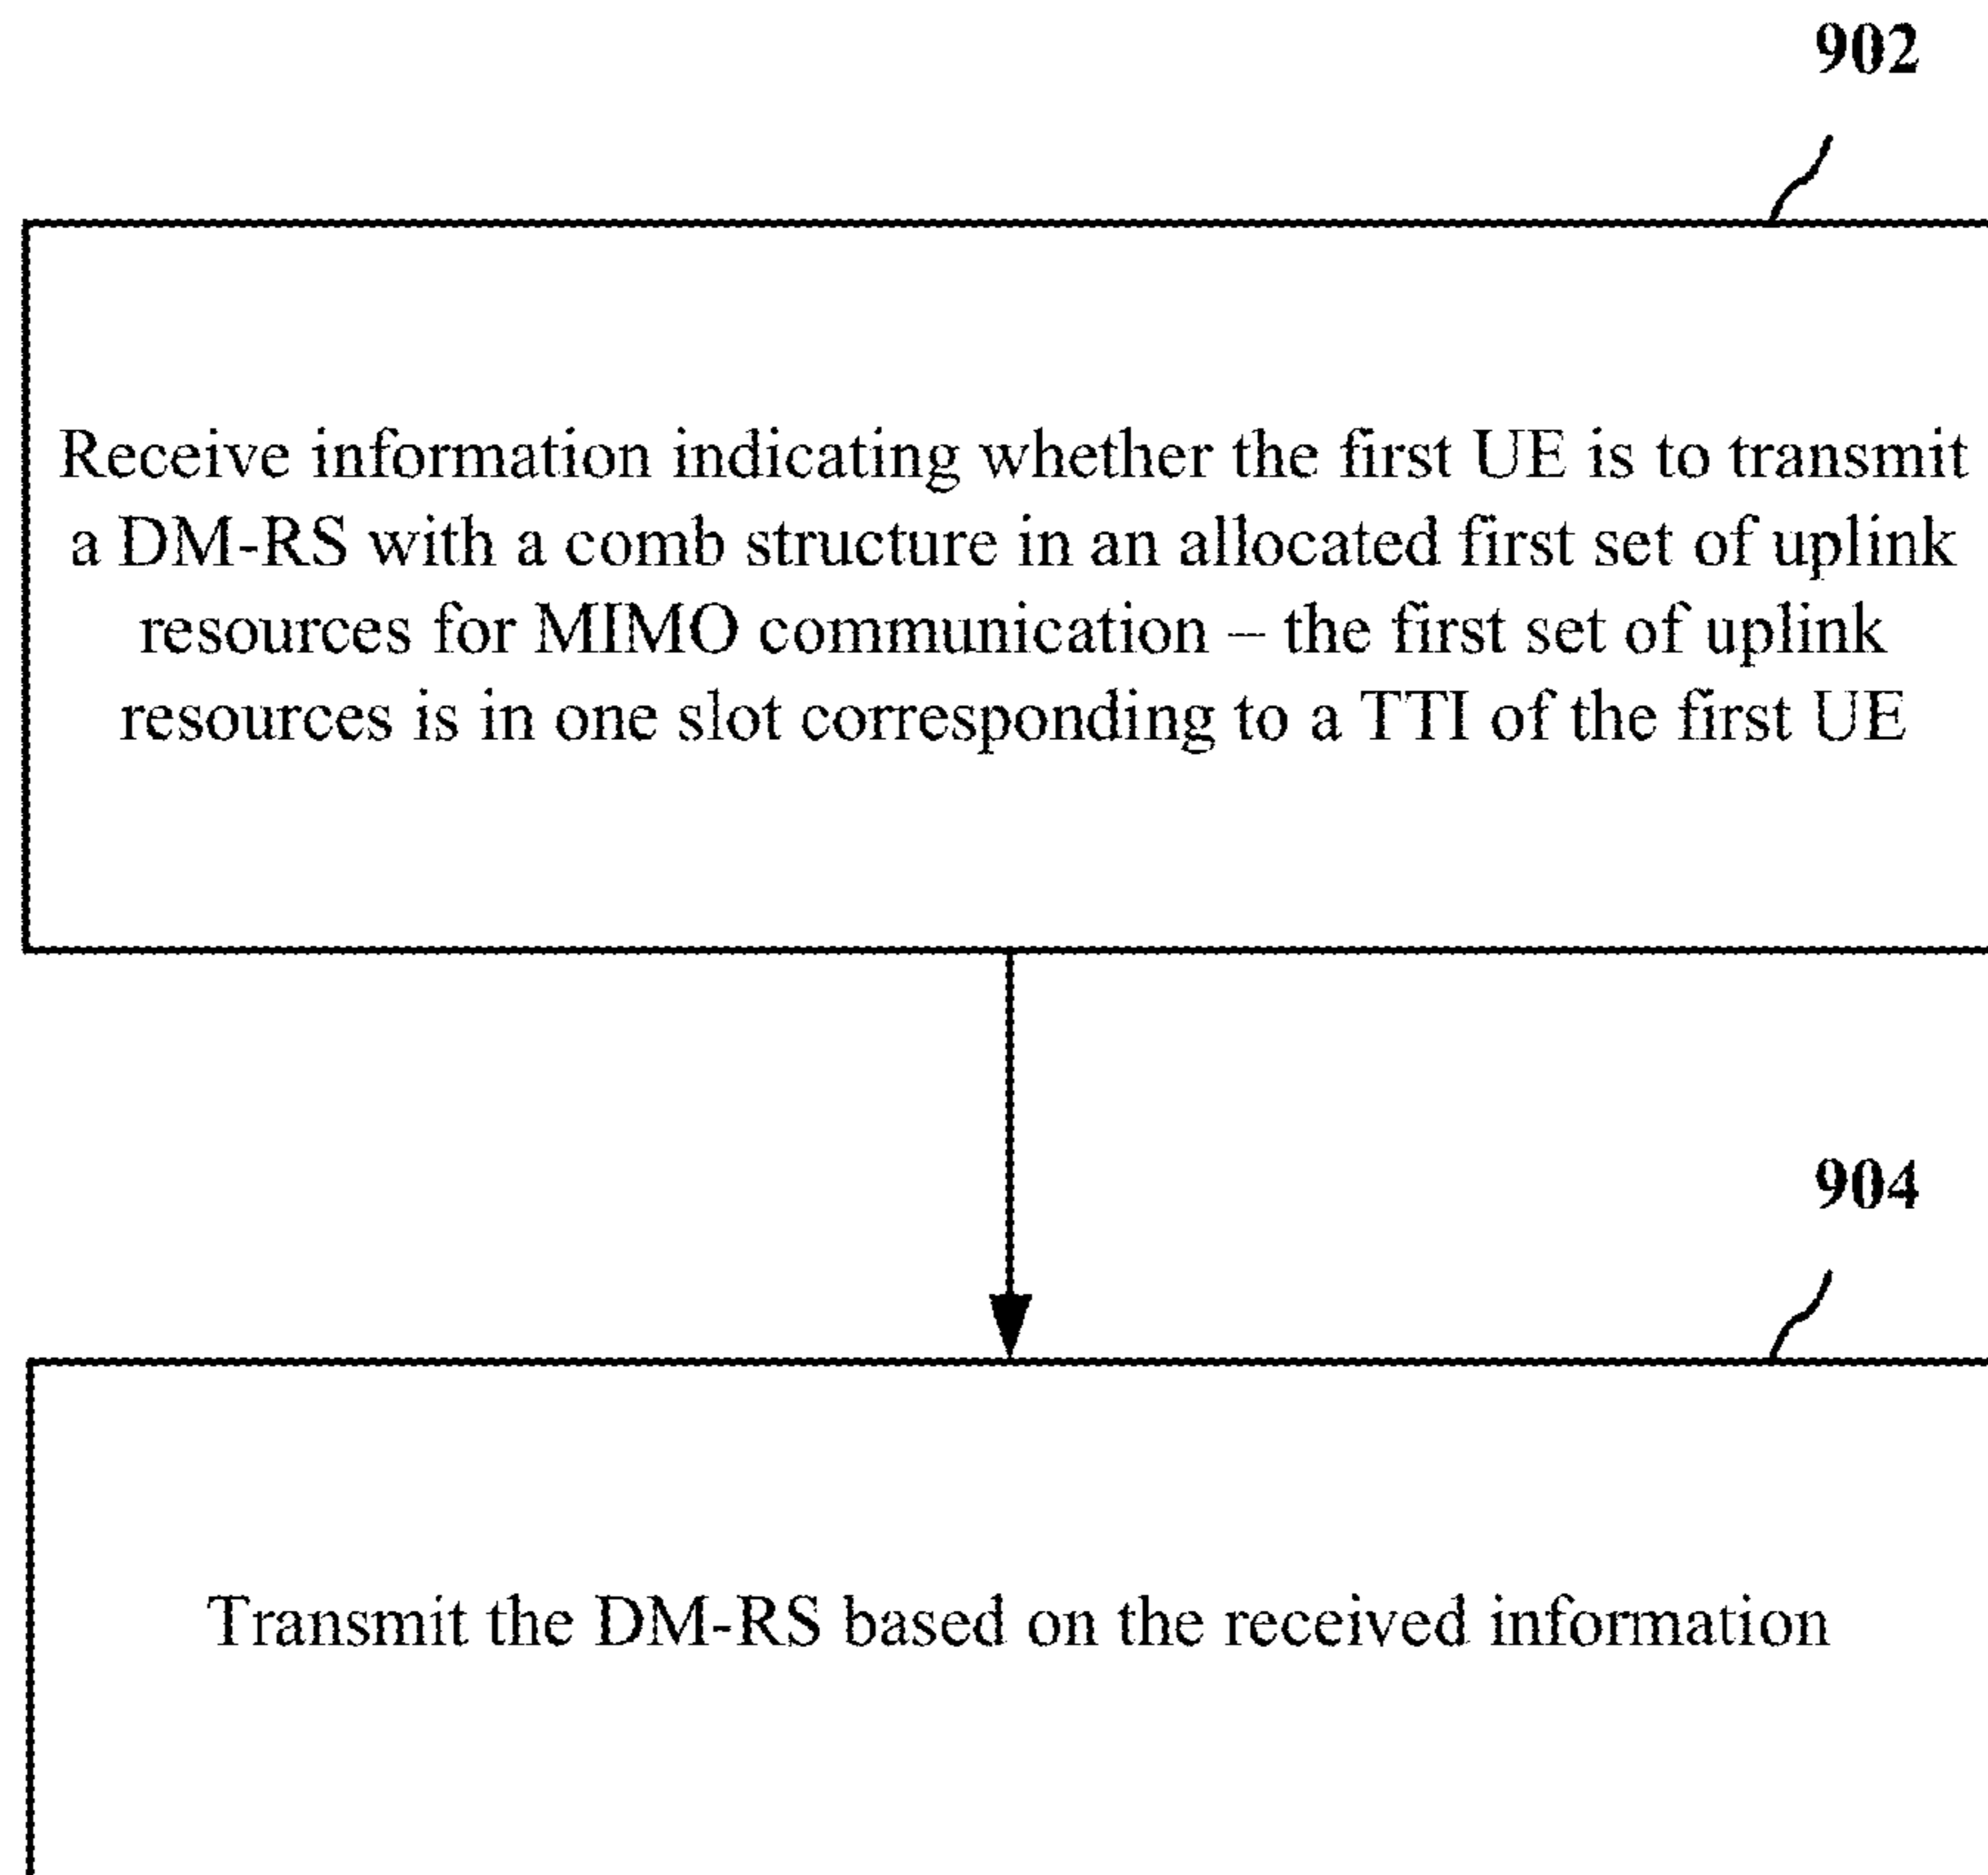 902
Receive information indicating whether the first UE is to transmit
a DM-RS with a comb structure in an allocated first set of uplink
resources for MIMO communication – the first set of uplink
resources is in one slot corresponding to a TTI of the first UE
904
Transmit the DM-RS based on the received information